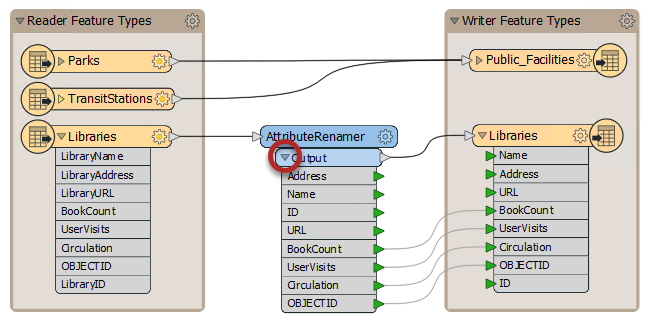 Reader Feature Types
Parks
TransitStations
Libraries
LibraryName
LibraryAddress
LibraryURL
BookCount
UserVisits
Circulation
OBJECTID
LibraryID
AttributeRenamer
Output
Address
Name
ID
URL
BookCount
UserVisits
Circulation
OBJECTID
Writer Feature Types
Public_Facilities
Libraries
Name
Address
URL
BookCount
UserVisits
Circulation
OBJECTID
ID